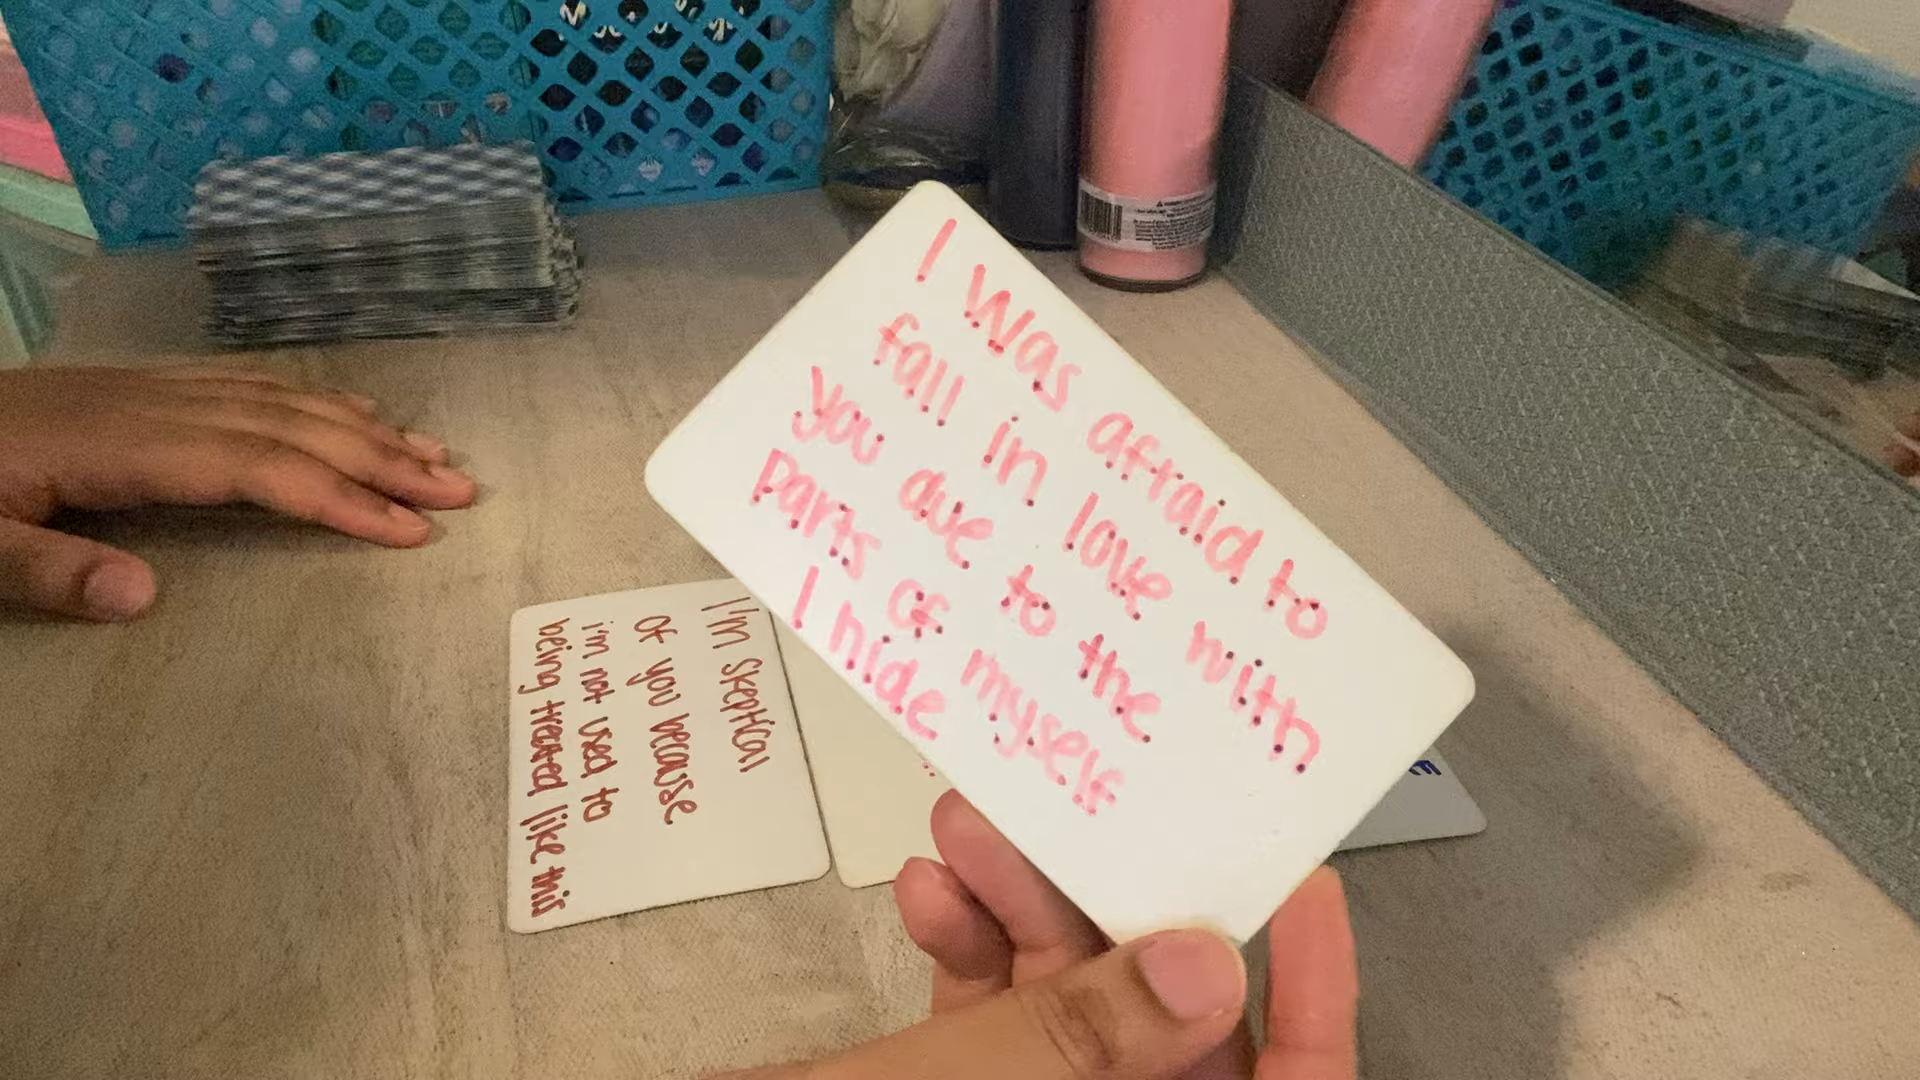 I was afraid to
fall in love with
you due to the
parts of myself
I hide
I'm skeptical
of you because
i'm not used to
being treated like this